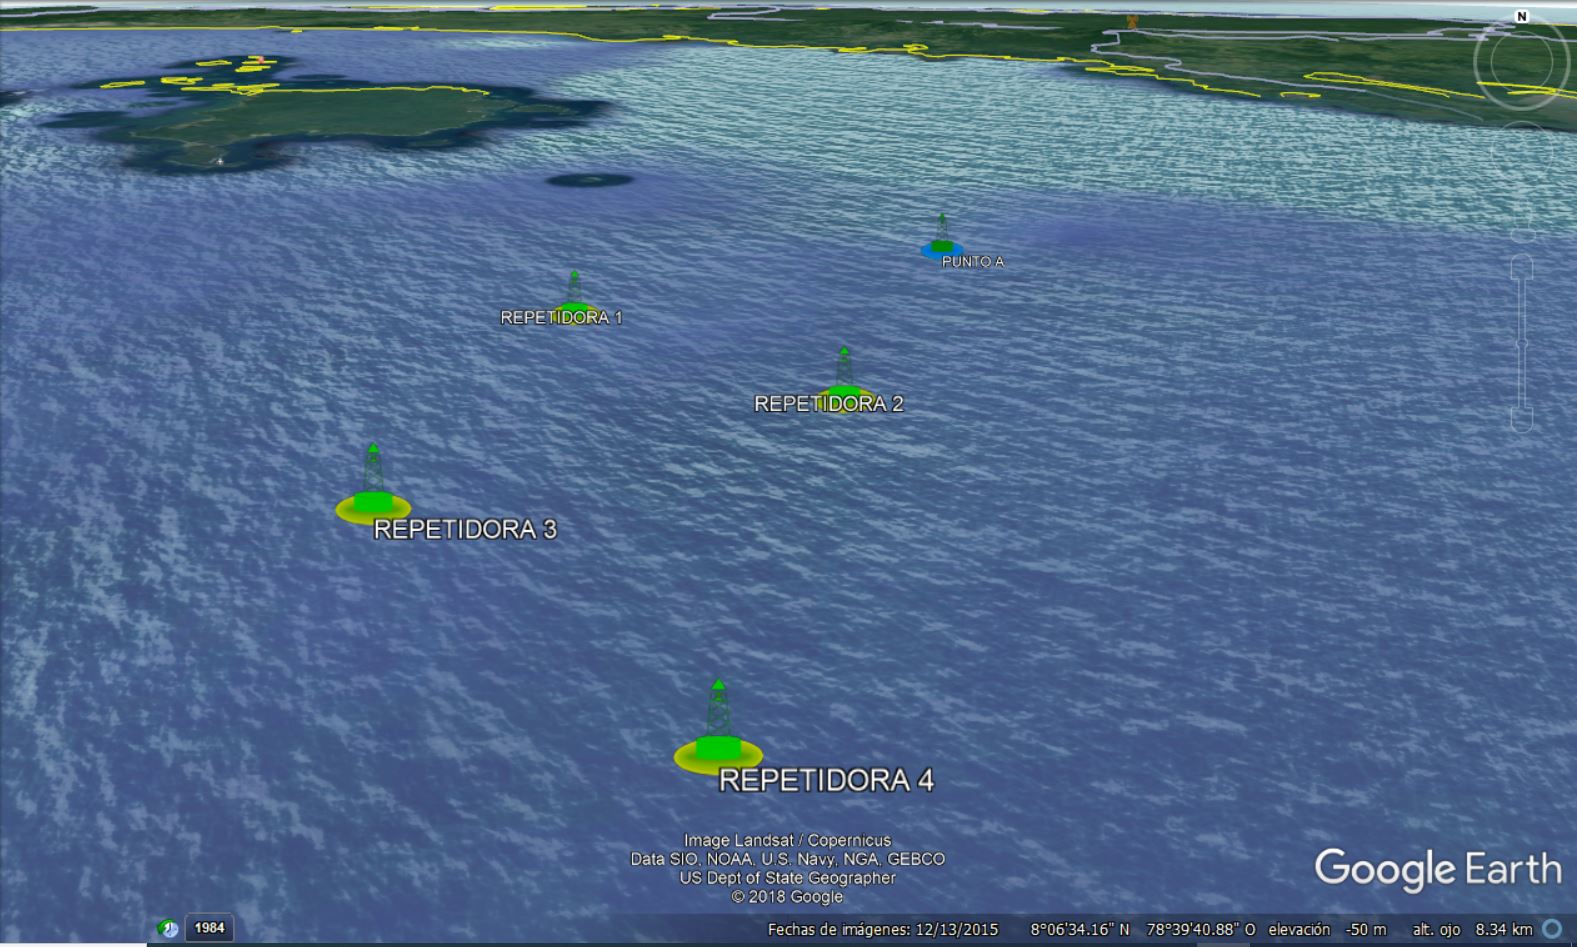 N
PUNTO A
REPETIDORA 1
REPETIDORA 2
REPETIDORA 3
REPETIDORA 4
Image Landsat / Copernicus
Data SIO, NOAA, U.S. Navy, NGA, GEBCO
US Dept of State Geographer
© 2018 Google
Google Earth
1984
Fechas de imágenes: 12/13/2015 8°06'34.16" N 78°39'40.88" O elevación -50 m alt. ojo 8.34 km